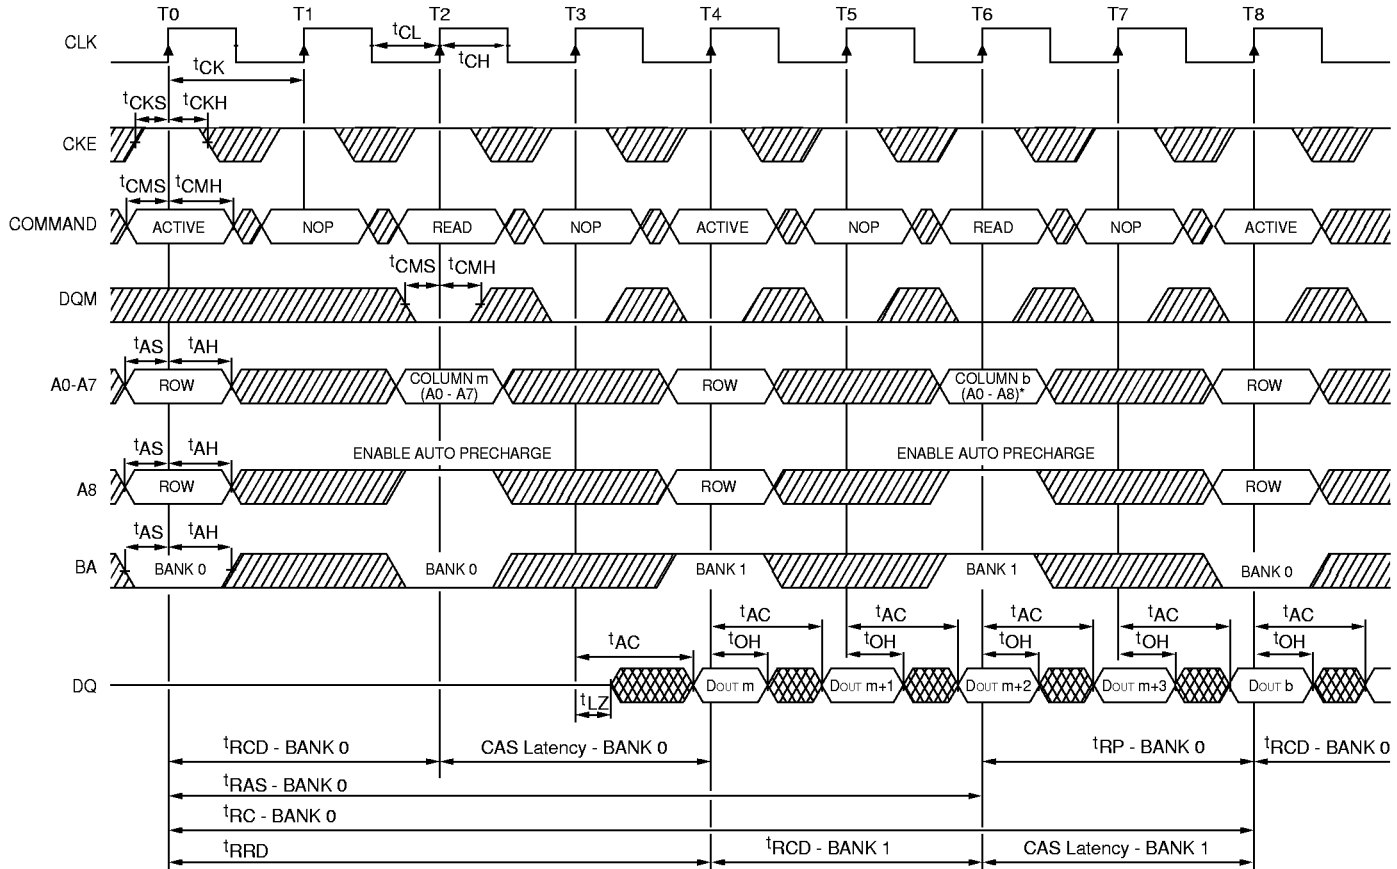 T0 T1 T2 T3 T4 T5 T6 T7 T8
CLK
tCL
tCH
tCK
tCKS tCKH
CKE
tCMS tCMH
COMMAND ACTIVE NOP READ NOP ACTIVE NOP READ NOP ACTIVE
tCMS tCMH
DQM
tAS tAH
A0-A7 ROW COLUMN m (A0 - A7) ROW COLUMN b (A0 - A8)* ROW
tAS tAH ENABLE AUTO PRECHARGE ENABLE AUTO PRECHARGE
A8 ROW ROW ROW
tAS tAH
BA BANK 0 BANK 0 BANK 1 BANK 1 BANK 0
tAC tAC tAC tAC tAC
tAC tOH tOH tOH tOH tOH
DQ DOUT m DOUT m+1 DOUT m+2 DOUT m+3 DOUT b
tLZ
tRCD - BANK 0 CAS Latency - BANK 0 tRP - BANK 0 tRCD - BANK 0
tRAS - BANK 0
tRC - BANK 0
tRRD tRCD - BANK 1 CAS Latency - BANK 1